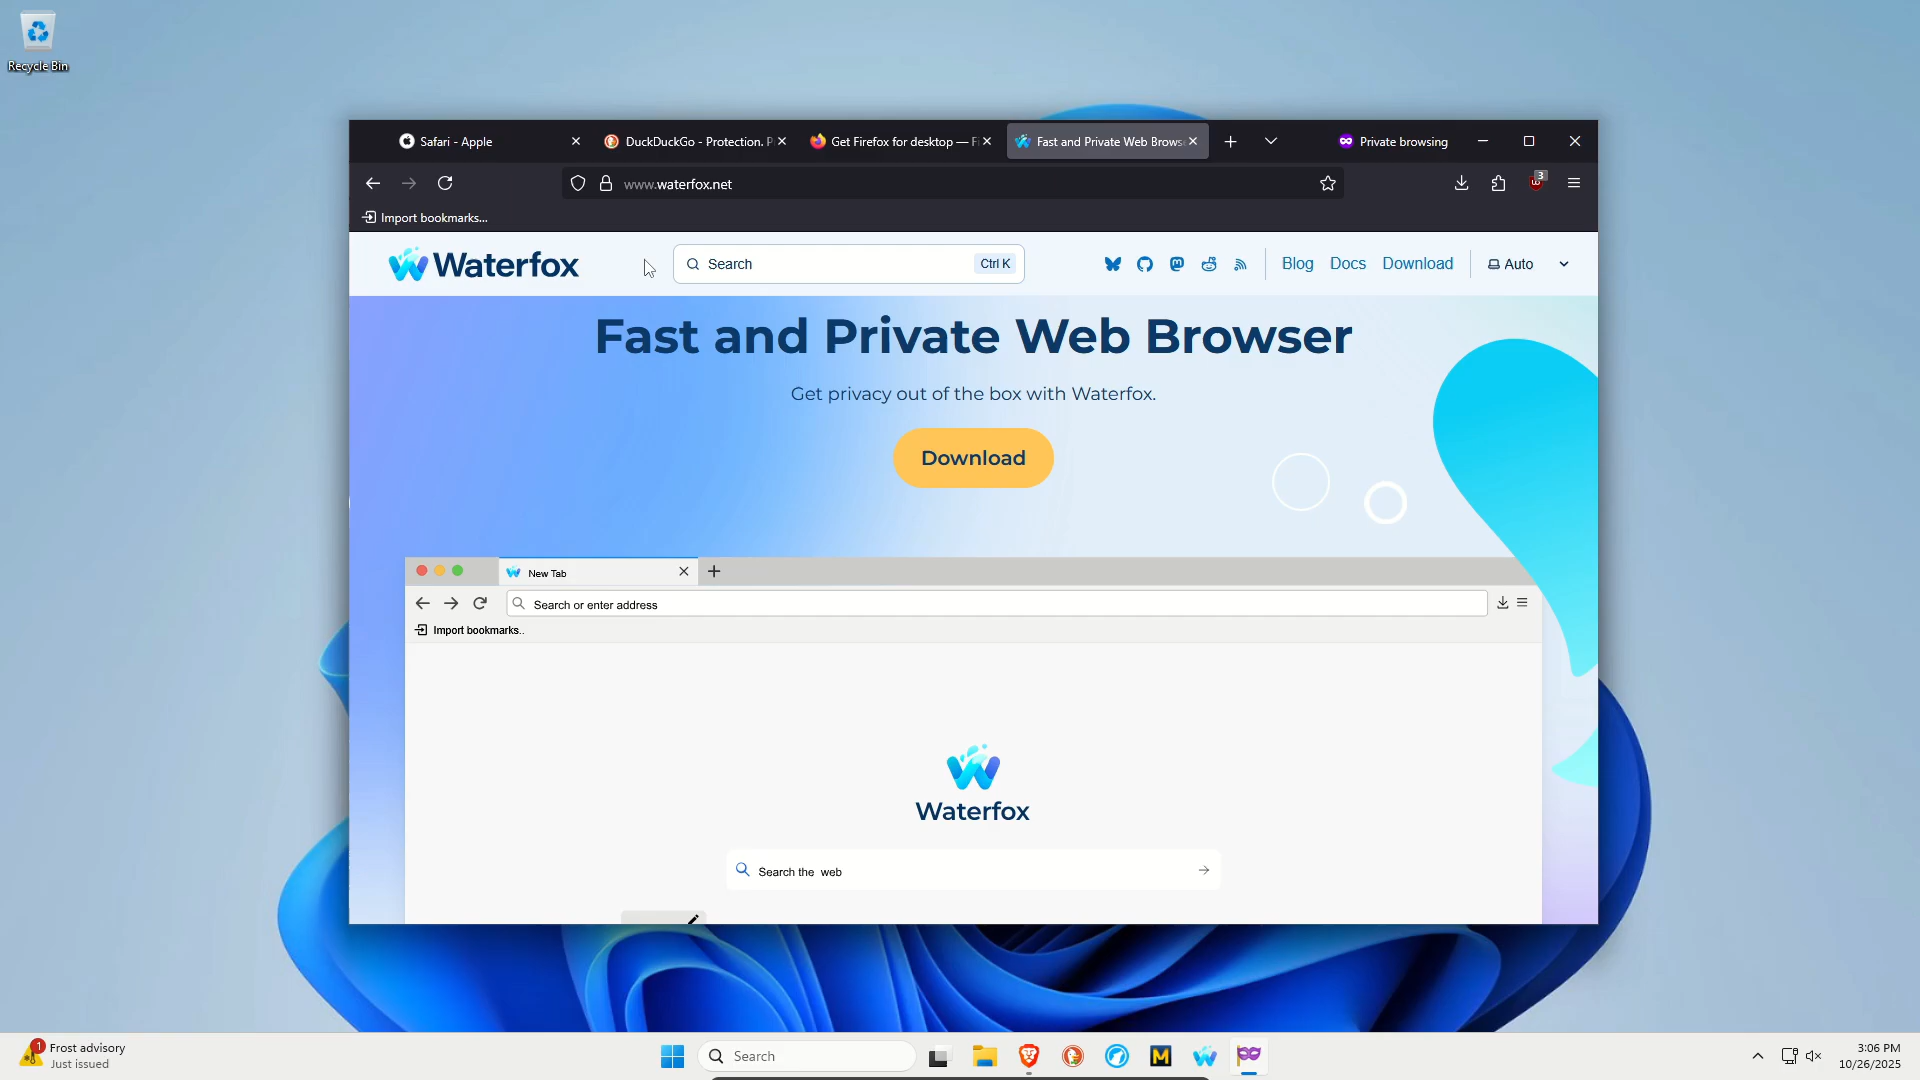 Recycle Bin
Safari - Apple
DuckDuckGo - Protection. P
Get Firefox for desktop — Fi
Fast and Private Web Brows
Private browsing
www.waterfox.net
3
Import bookmarks...
Waterfox
Search
Ctrl K
Blog
Docs
Download
Auto
Fast and Private Web Browser
Get privacy out of the box with Waterfox.
Download
New Tab
Search or enter address
Import bookmarks..
Waterfox
Search the web
1
Frost advisory
Just issued
Search
3:06 PM
10/26/2025